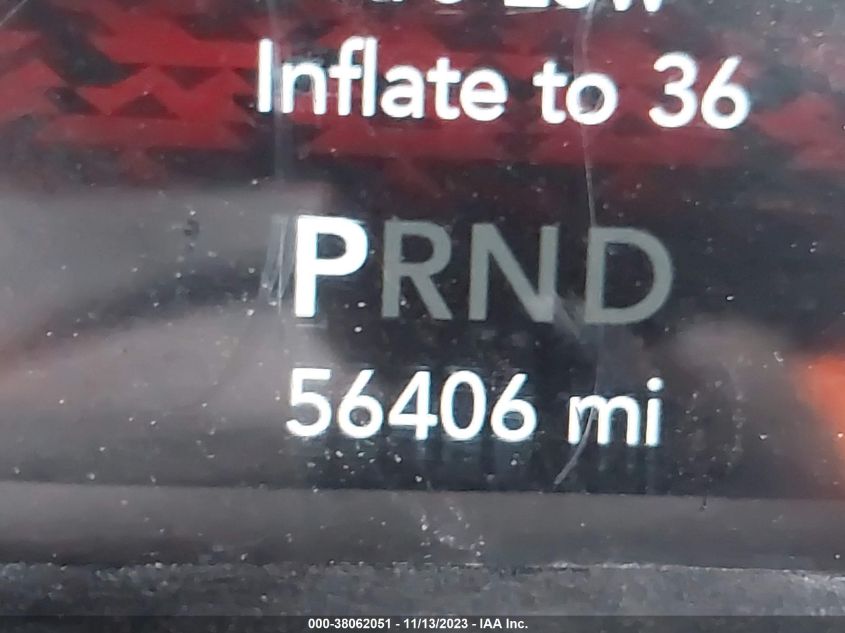 Inflate to 36
PRND
56406 mi
000-38062051 - 11/13/2023 - IAA Inc.